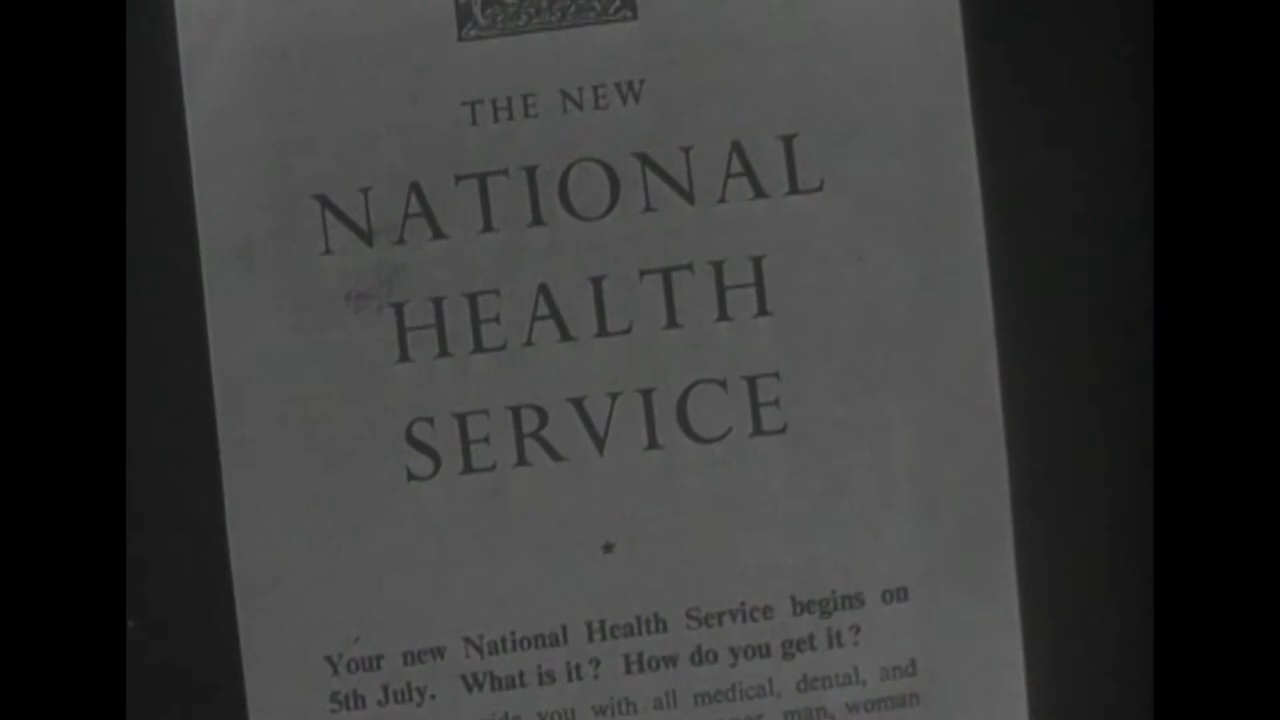 THE NEW
NATIONAL
HEALTH
SERVICE
Your new National Health Service begins on
5th July. What is it? How do you get it?
you with all medical, dental, and
man, woman